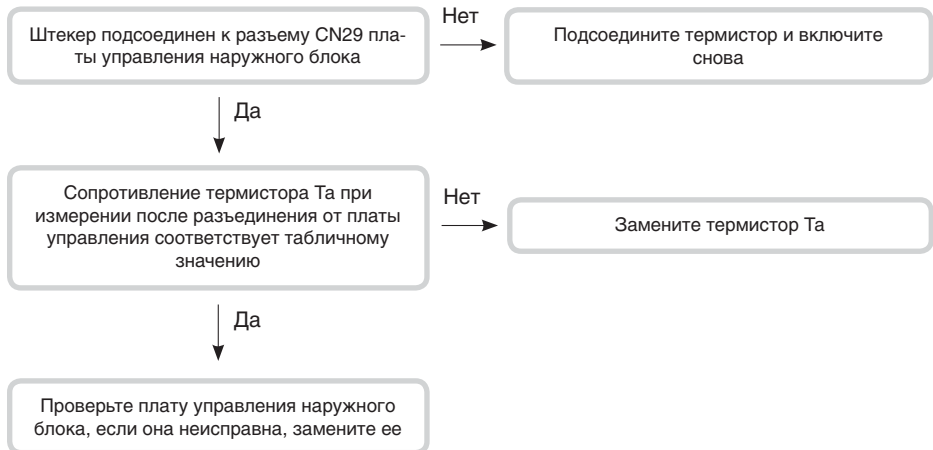 Штекер подсоединен к разъему CN29 пла-
ты управления наружного блока
Нет
Подсоедините термистор и включите
снова
Да
Сопротивление термистора Ta при
измерении после разъединения от платы
управления соответствует табличному
значению
Нет
Замените термистор Ta
Да
Проверьте плату управления наружного
блока, если она неисправна, замените ее